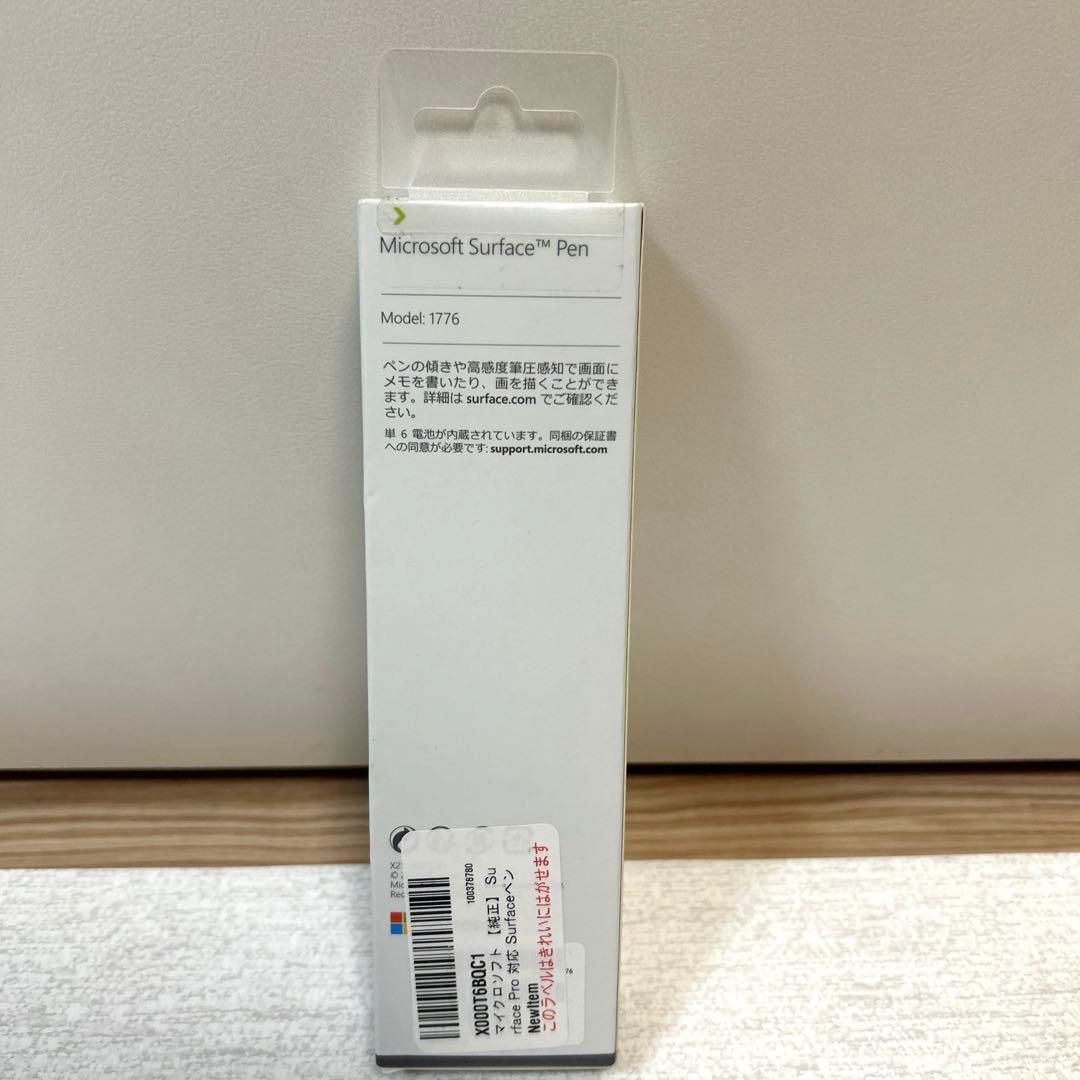 Microsoft Surface™ Pen
Model: 1776
ペンの傾きや高感度筆圧感知で画面に
メモを書いたり、画を描くことができ
ます。詳細は surface.com でご確認くだ
さい。
単 6 電池が内蔵されています。同梱の保証書
への同意が必要です: support.microsoft.com
100378780
X000T6BQC1
マイクロソフト 【純正】 Su
rface Pro 対応 Surfaceペン
NewItem
このラベルはきれいにはがせます